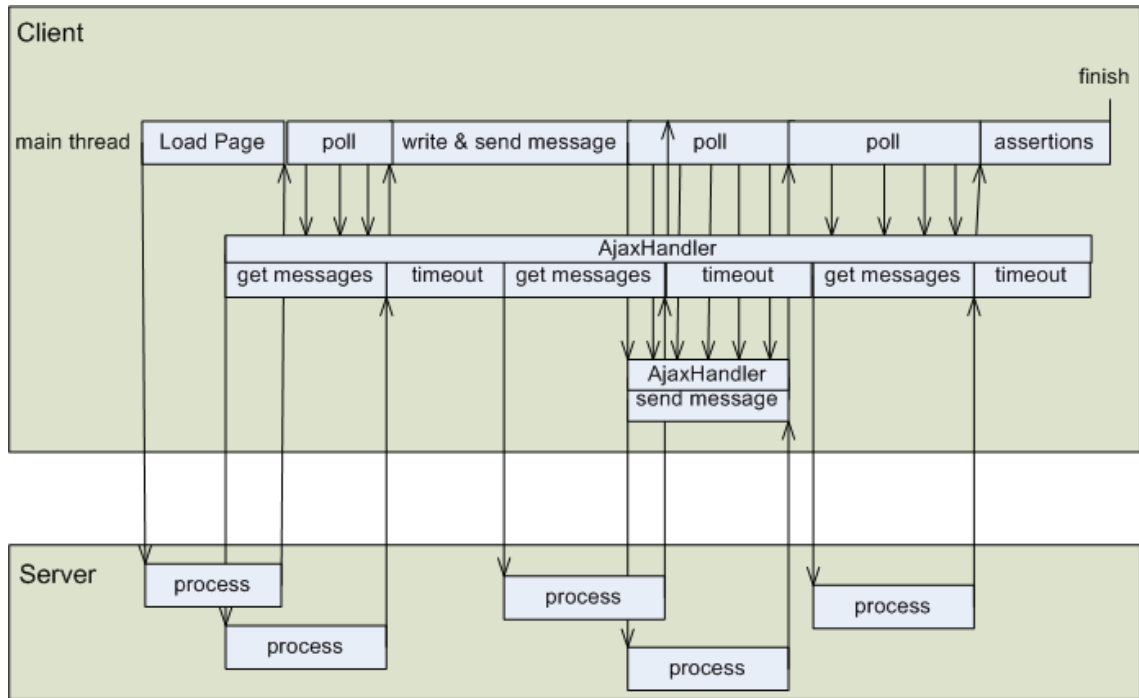 Client
finish
main thread
Load Page
poll
write & send message
poll
poll
assertions
AjaxHandler
get messages
timeout
get messages
timeout
get messages
timeout
AjaxHandler
send message
Server
process
process
process
process
process